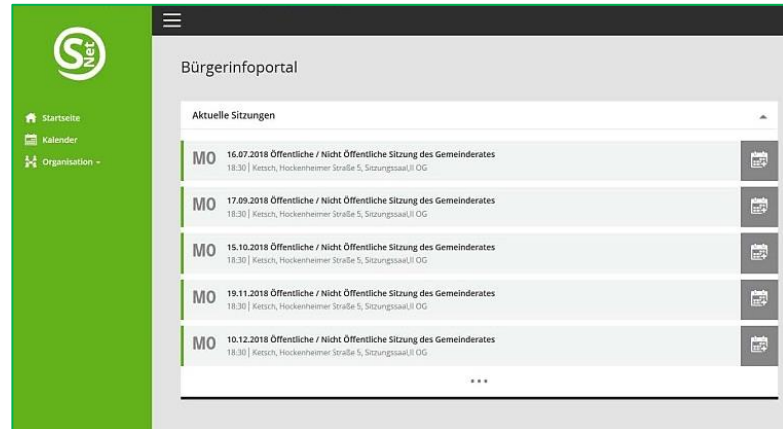 S Net
Startseite
Kalender
Organisation
Bürgerinfoportal
Aktuelle Sitzungen
MO 16.07.2018 Öffentliche / Nicht Öffentliche Sitzung des Gemeinderates
18:30 | Ketsch, Hockenheimer Straße 5, Sitzungssaal,II OG
MO 17.09.2018 Öffentliche / Nicht Öffentliche Sitzung des Gemeinderates
18:30 | Ketsch, Hockenheimer Straße 5, Sitzungssaal,II OG
MO 15.10.2018 Öffentliche / Nicht Öffentliche Sitzung des Gemeinderates
18:30 | Ketsch, Hockenheimer Straße 5, Sitzungssaal,II OG
MO 19.11.2018 Öffentliche / Nicht Öffentliche Sitzung des Gemeinderates
18:30 | Ketsch, Hockenheimer Straße 5, Sitzungssaal,II OG
MO 10.12.2018 Öffentliche / Nicht Öffentliche Sitzung des Gemeinderates
18:30 | Ketsch, Hockenheimer Straße 5, Sitzungssaal,II OG
...